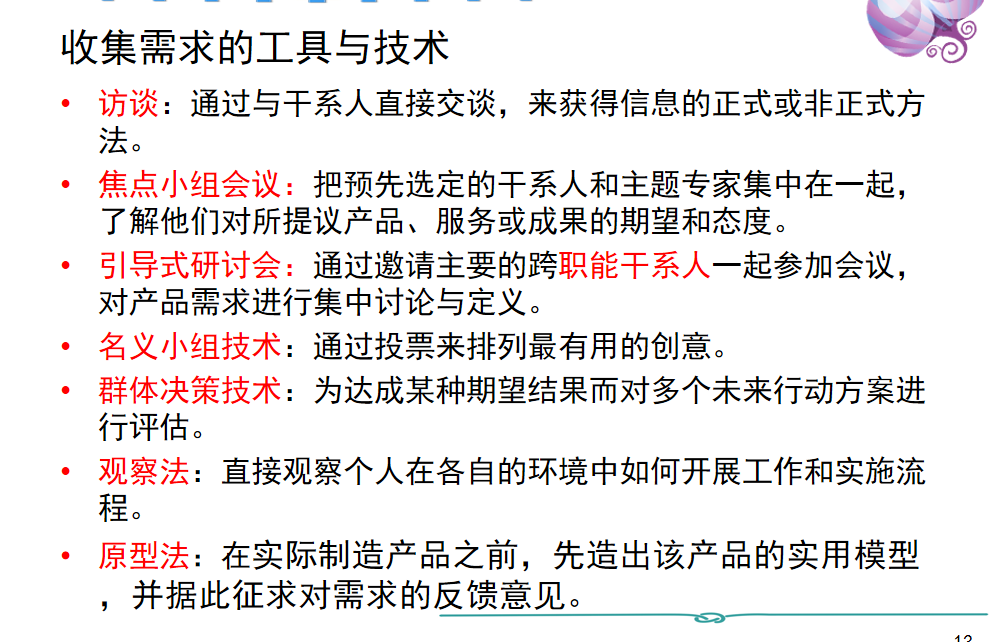 收集需求的工具与技术
• 访谈：通过与干系人直接交谈，来获得信息的正式或非正式方
法。
• 焦点小组会议：把预先选定的干系人和主题专家集中在一起，
了解他们对所提议产品、服务或成果的期望和态度。
• 引导式研讨会：通过邀请主要的跨职能干系人一起参加会议，
对产品需求进行集中讨论与定义。
• 名义小组技术：通过投票来排列最有用的创意。
• 群体决策技术：为达成某种期望结果而对多个未来行动方案进
行评估。
• 观察法：直接观察个人在各自的环境中如何开展工作和实施流
程。
• 原型法：在实际制造产品之前，先造出该产品的实用模型
，并据此征求对需求的反馈意见。